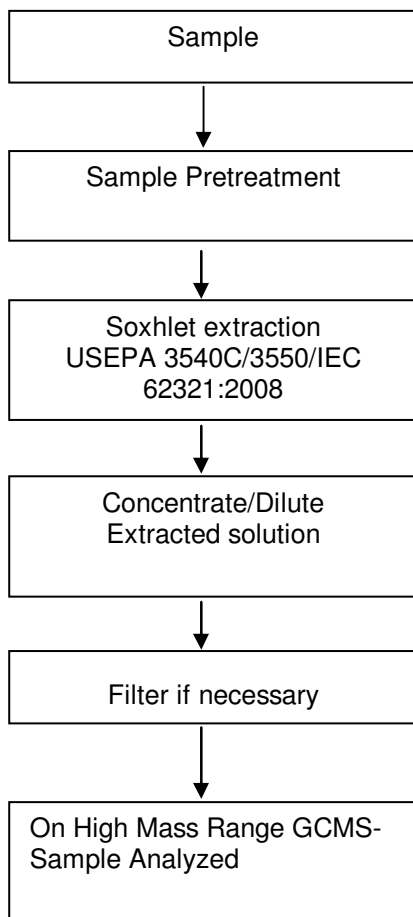 Sample
Sample Pretreatment
Soxhlet extraction
USEPA 3540C/3550/IEC
62321:2008
Concentrate/Dilute
Extracted solution
Filter if necessary
On High Mass Range GCMS-
Sample Analyzed